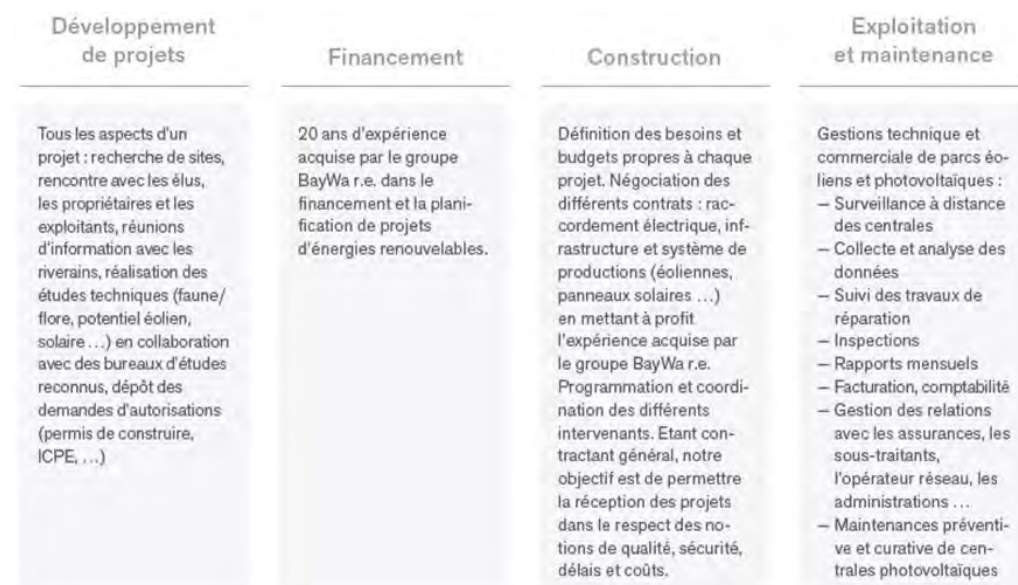 Développement
de projets
Tous les aspects d'un
projet : recherche de sites,
rencontre avec les élus,
les propriétaires et les
exploitants, réunions
d'information avec les
riverains, réalisation des
études techniques (faune/
flore, potentiel éolien,
solaire ...) en collaboration
avec des bureaux d'études
reconnus, dépôt des
demandes d'autorisations
(permis de construire,
ICPE, ...)
Financement
20 ans d'expérience
acquise par le groupe
BayWa r.e. dans le
financement et la plani-
fication de projets
d'énergies renouvelables.
Construction
Définition des besoins et
budgets propres à chaque
projet. Négociation des
différents contrats : rac-
cordement électrique, inf-
rastructure et système de
productions (éoliennes,
panneaux solaires ...)
en mettant à profit
l'expérience acquise par
le groupe BayWa r.e.
Programmation et coordi-
nation des différents
intervenants. Etant con-
tractant général, notre
objectif est de permettre
la réception des projets
dans le respect des no-
tions de qualité, sécurité,
délais et coûts.
Exploitation
et maintenance
Gestions technique et
commerciale de parcs éo-
liens et photovoltaïques :
– Surveillance à distance
des centrales
– Collecte et analyse des
données
– Suivi des travaux de
réparation
– Inspections
– Rapports mensuels
– Facturation, comptabilité
– Gestion des relations
avec les assurances, les
sous-traitants,
l'opérateur réseau, les
administrations ...
– Maintenances préventi-
ve et curative de cen-
trales photovoltaïques